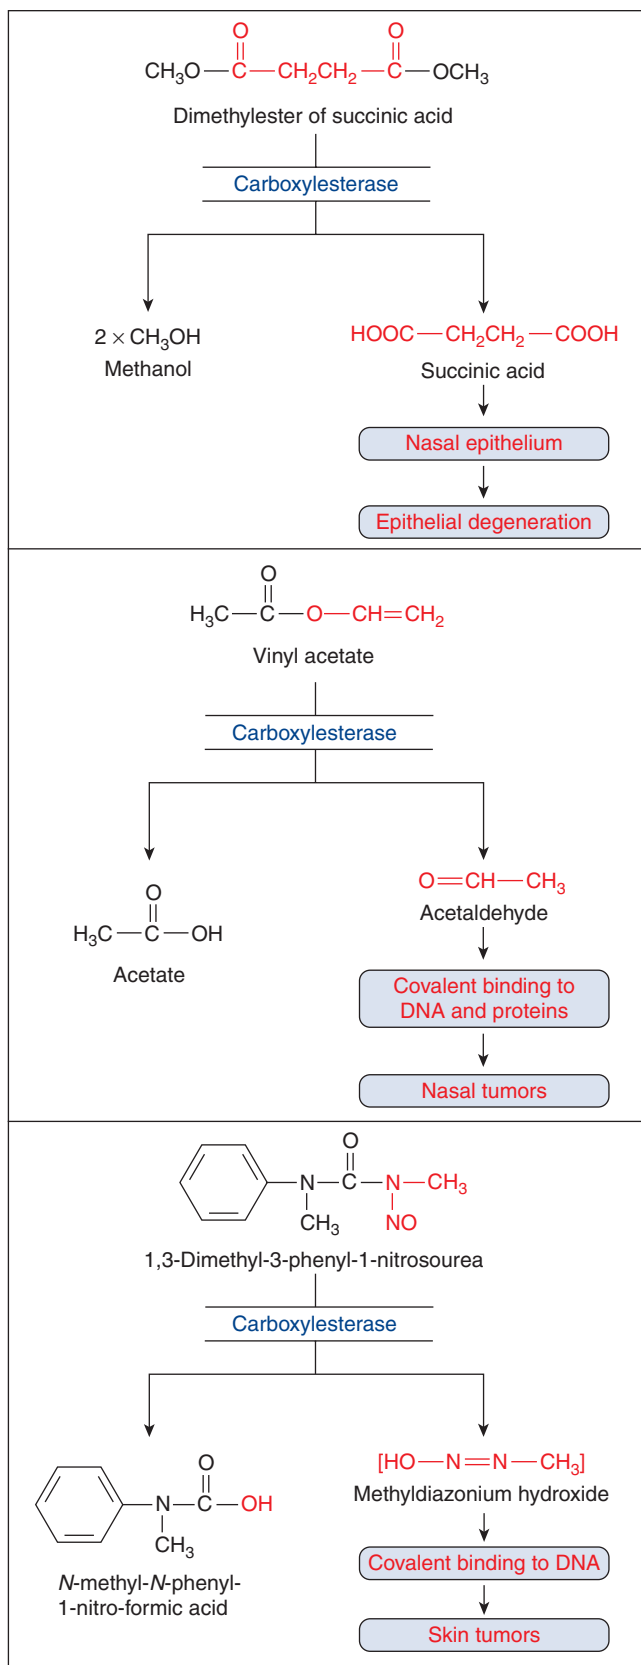 O O
CH₃O—C—CH₂CH₂—C—OCH₃
Dimethylester of succinic acid
Carboxylesterase
2 × CH₃OH
Methanol
HOOC—CH₂CH₂—COOH
Succinic acid
Nasal epithelium
Epithelial degeneration
O
H₃C—C—O—CH=CH₂
Vinyl acetate
Carboxylesterase
O
H₃C—C—OH
Acetate
O=CH—CH₃
Acetaldehyde
Covalent binding to
DNA and proteins
Nasal tumors
O
N—C—N—CH₃
CH₃ NO
1,3-Dimethyl-3-phenyl-1-nitrosourea
Carboxylesterase
O
N—C—OH
CH₃
N-methyl-N-phenyl-
1-nitro-formic acid
[HO—N=N—CH₃]
Methyldiazonium hydroxide
Covalent binding to DNA
Skin tumors